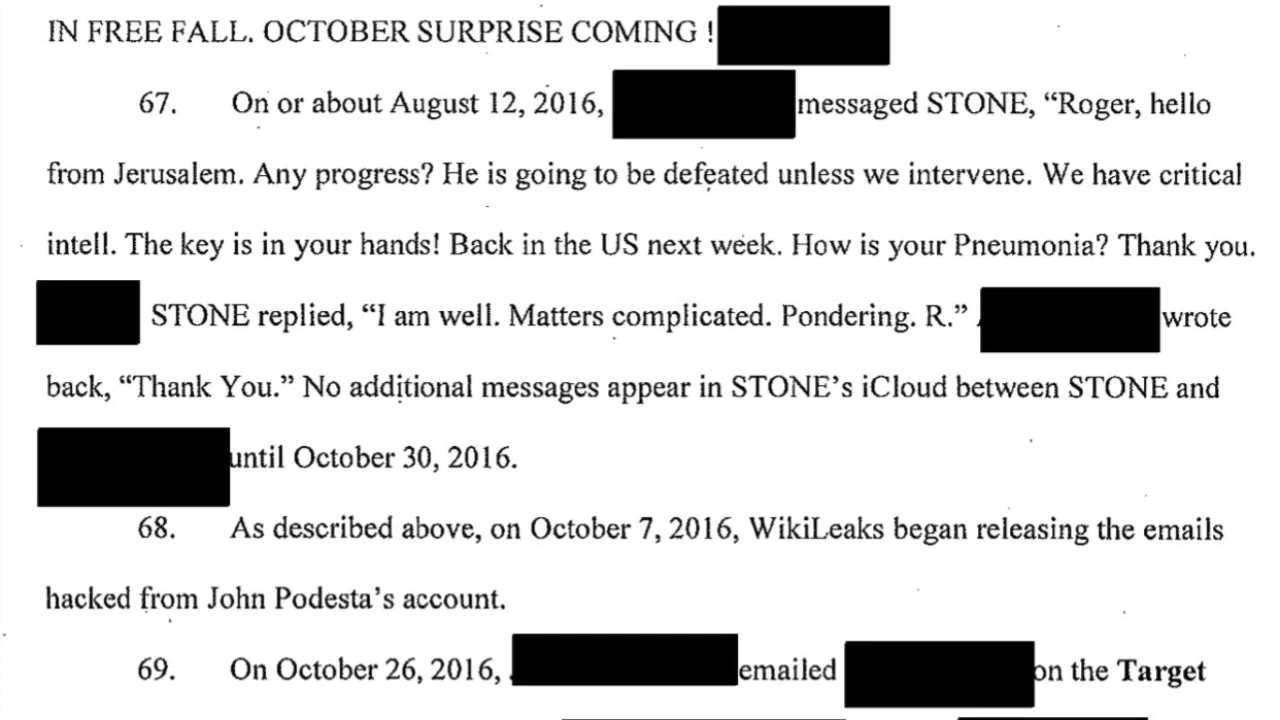 IN FREE FALL. OCTOBER SURPRISE COMING !
67. On or about August 12, 2016, messaged STONE, “Roger, hello
from Jerusalem. Any progress? He is going to be defeated unless we intervene. We have critical
intell. The key is in your hands! Back in the US next week. How is your Pneumonia? Thank you.
STONE replied, “I am well. Matters complicated. Pondering. R.” wrote
back, “Thank You.” No additional messages appear in STONE’s iCloud between STONE and
until October 30, 2016.
68. As described above, on October 7, 2016, WikiLeaks began releasing the emails
hacked from John Podesta’s account.
69. On October 26, 2016, emailed on the Target